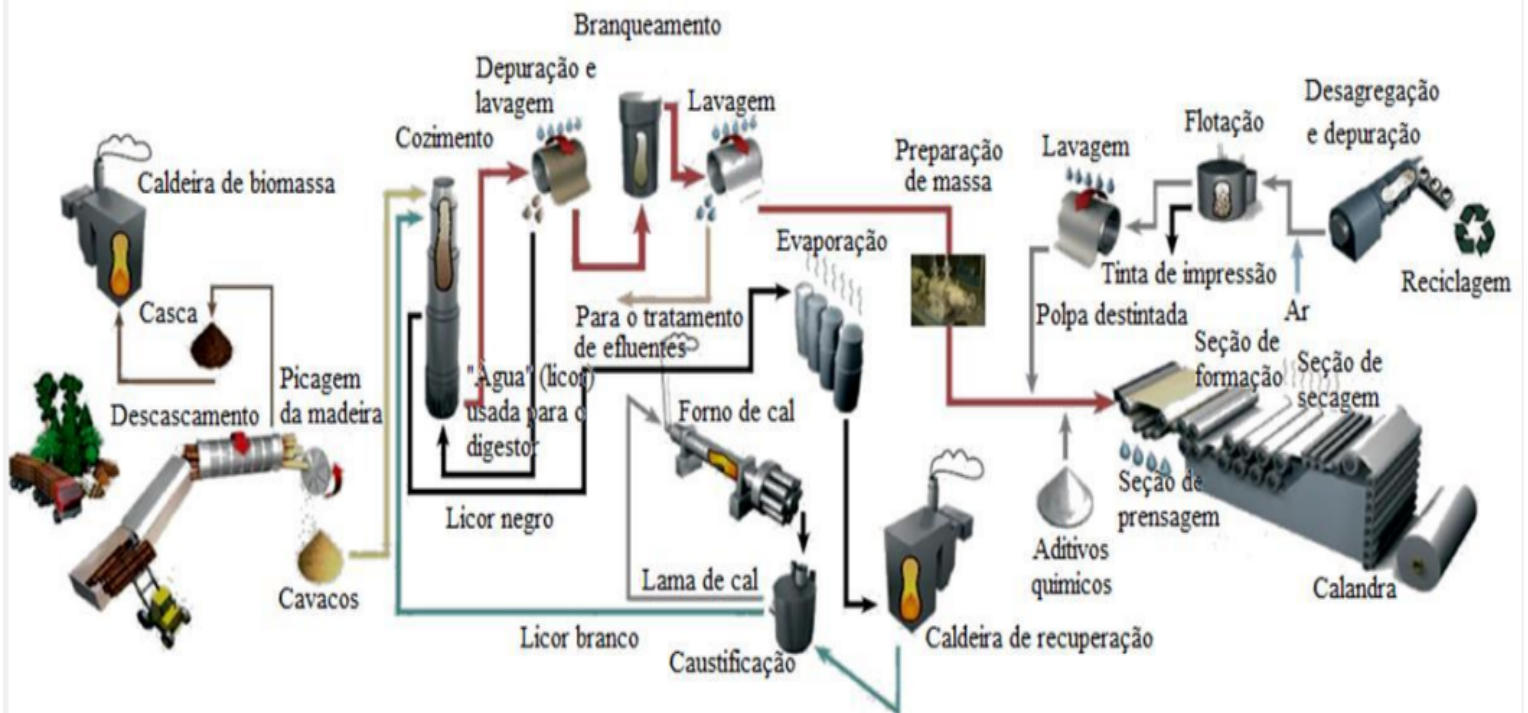 Branqueamento
Depuração e
lavagem
Lavagem
Cozimento
Caldeira de biomassa
Casca
Descascamento
Picagem
da madeira
Cavacos
Preparação
de massa
Evaporação
Para o tratamento
de efluentes
"Água" (licor)
usada para o
digestor
Licor negro
Forno de cal
Lama de cal
Licor branco
Caustificação
Caldeira de recuperação
Desagregação
e depuração
Flotação
Lavagem
Tinta de impressão
Reciclagem
Ar
Polpa destintada
Seção de
formação
Seção de
secagem
Seção de
prensagem
Aditivos
quimicos
Calandra